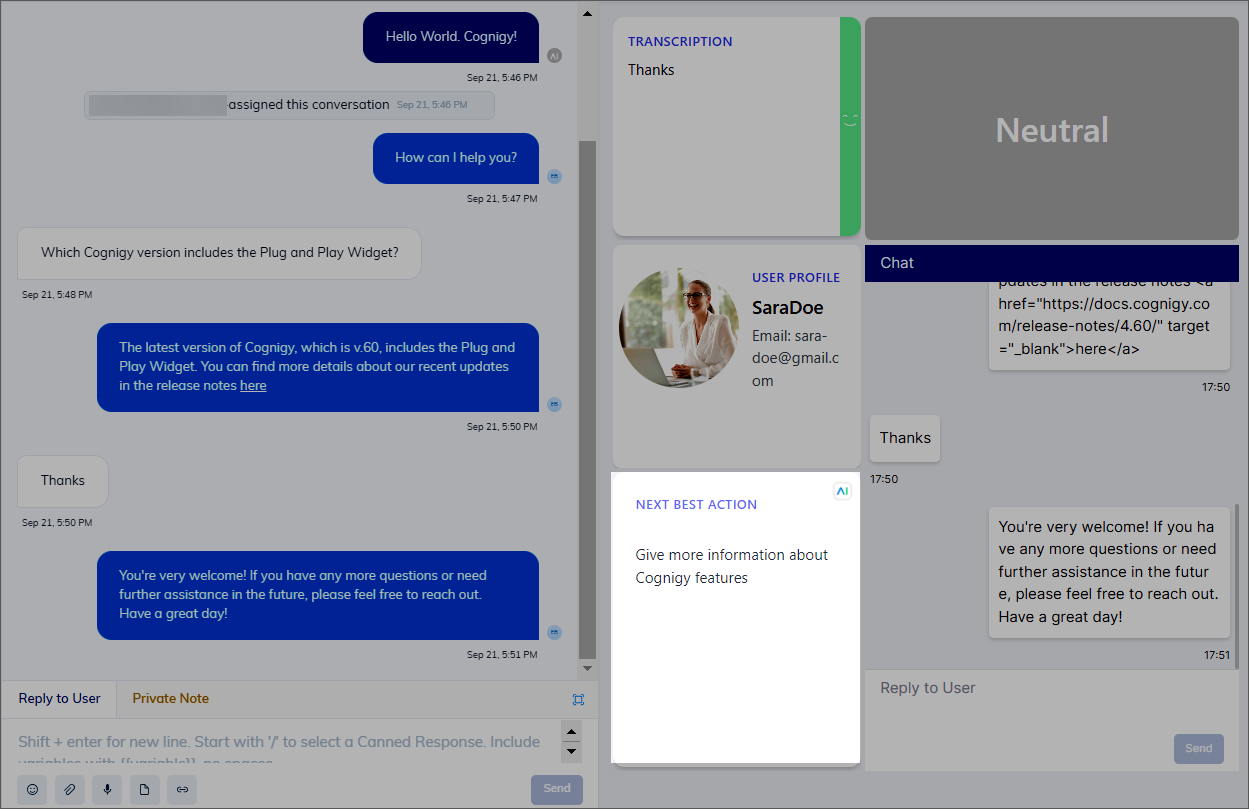 Hello World. Cognigy!
AI
Sep 21, 5:46 PM
assigned this conversation Sep 21, 5:46 PM
How can I help you?
EB
Sep 21, 5:47 PM
Which Cognigy version includes the Plug and Play Widget?
Sep 21, 5:48 PM
The latest version of Cognigy, which is v.60, includes the Plug and
Play Widget. You can find more details about our recent updates
in the release notes here
EB
Sep 21, 5:50 PM
Thanks
Sep 21, 5:50 PM
You're very welcome! If you have any more questions or need
further assistance in the future, please feel free to reach out.
Have a great day!
EB
Sep 21, 5:51 PM
Reply to User
Private Note
Shift + enter for new line. Start with '/' to select a Canned Response. Include
variables with {{variable}}, no spaces
Send
TRANSCRIPTION
Thanks
Neutral
USER PROFILE
SaraDoe
Email: sara-
doe@gmail.c
om
NEXT BEST ACTION
AI
Give more information about
Cognigy features
Chat
pdates in the release notes <a
href="https://docs.cognigy.co
m/release-notes/4.60/" target
="_blank">here</a>
17:50
Thanks
17:50
You're very welcome! If you ha
ve any more questions or need
further assistance in the futur
e, please feel free to reach out.
Have a great day!
17:51
Reply to User
Send